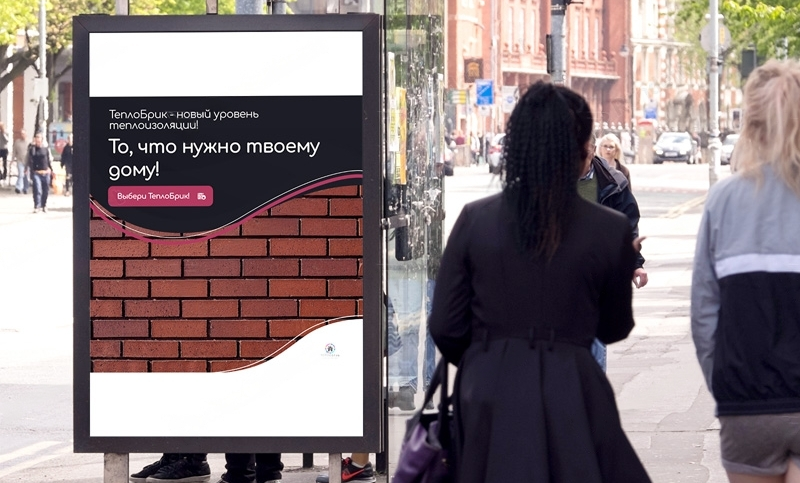 ТеплоБрик - новый уровень
теплоизоляции!
То, что нужно твоему
дому!
Выбери ТеплоБрик!